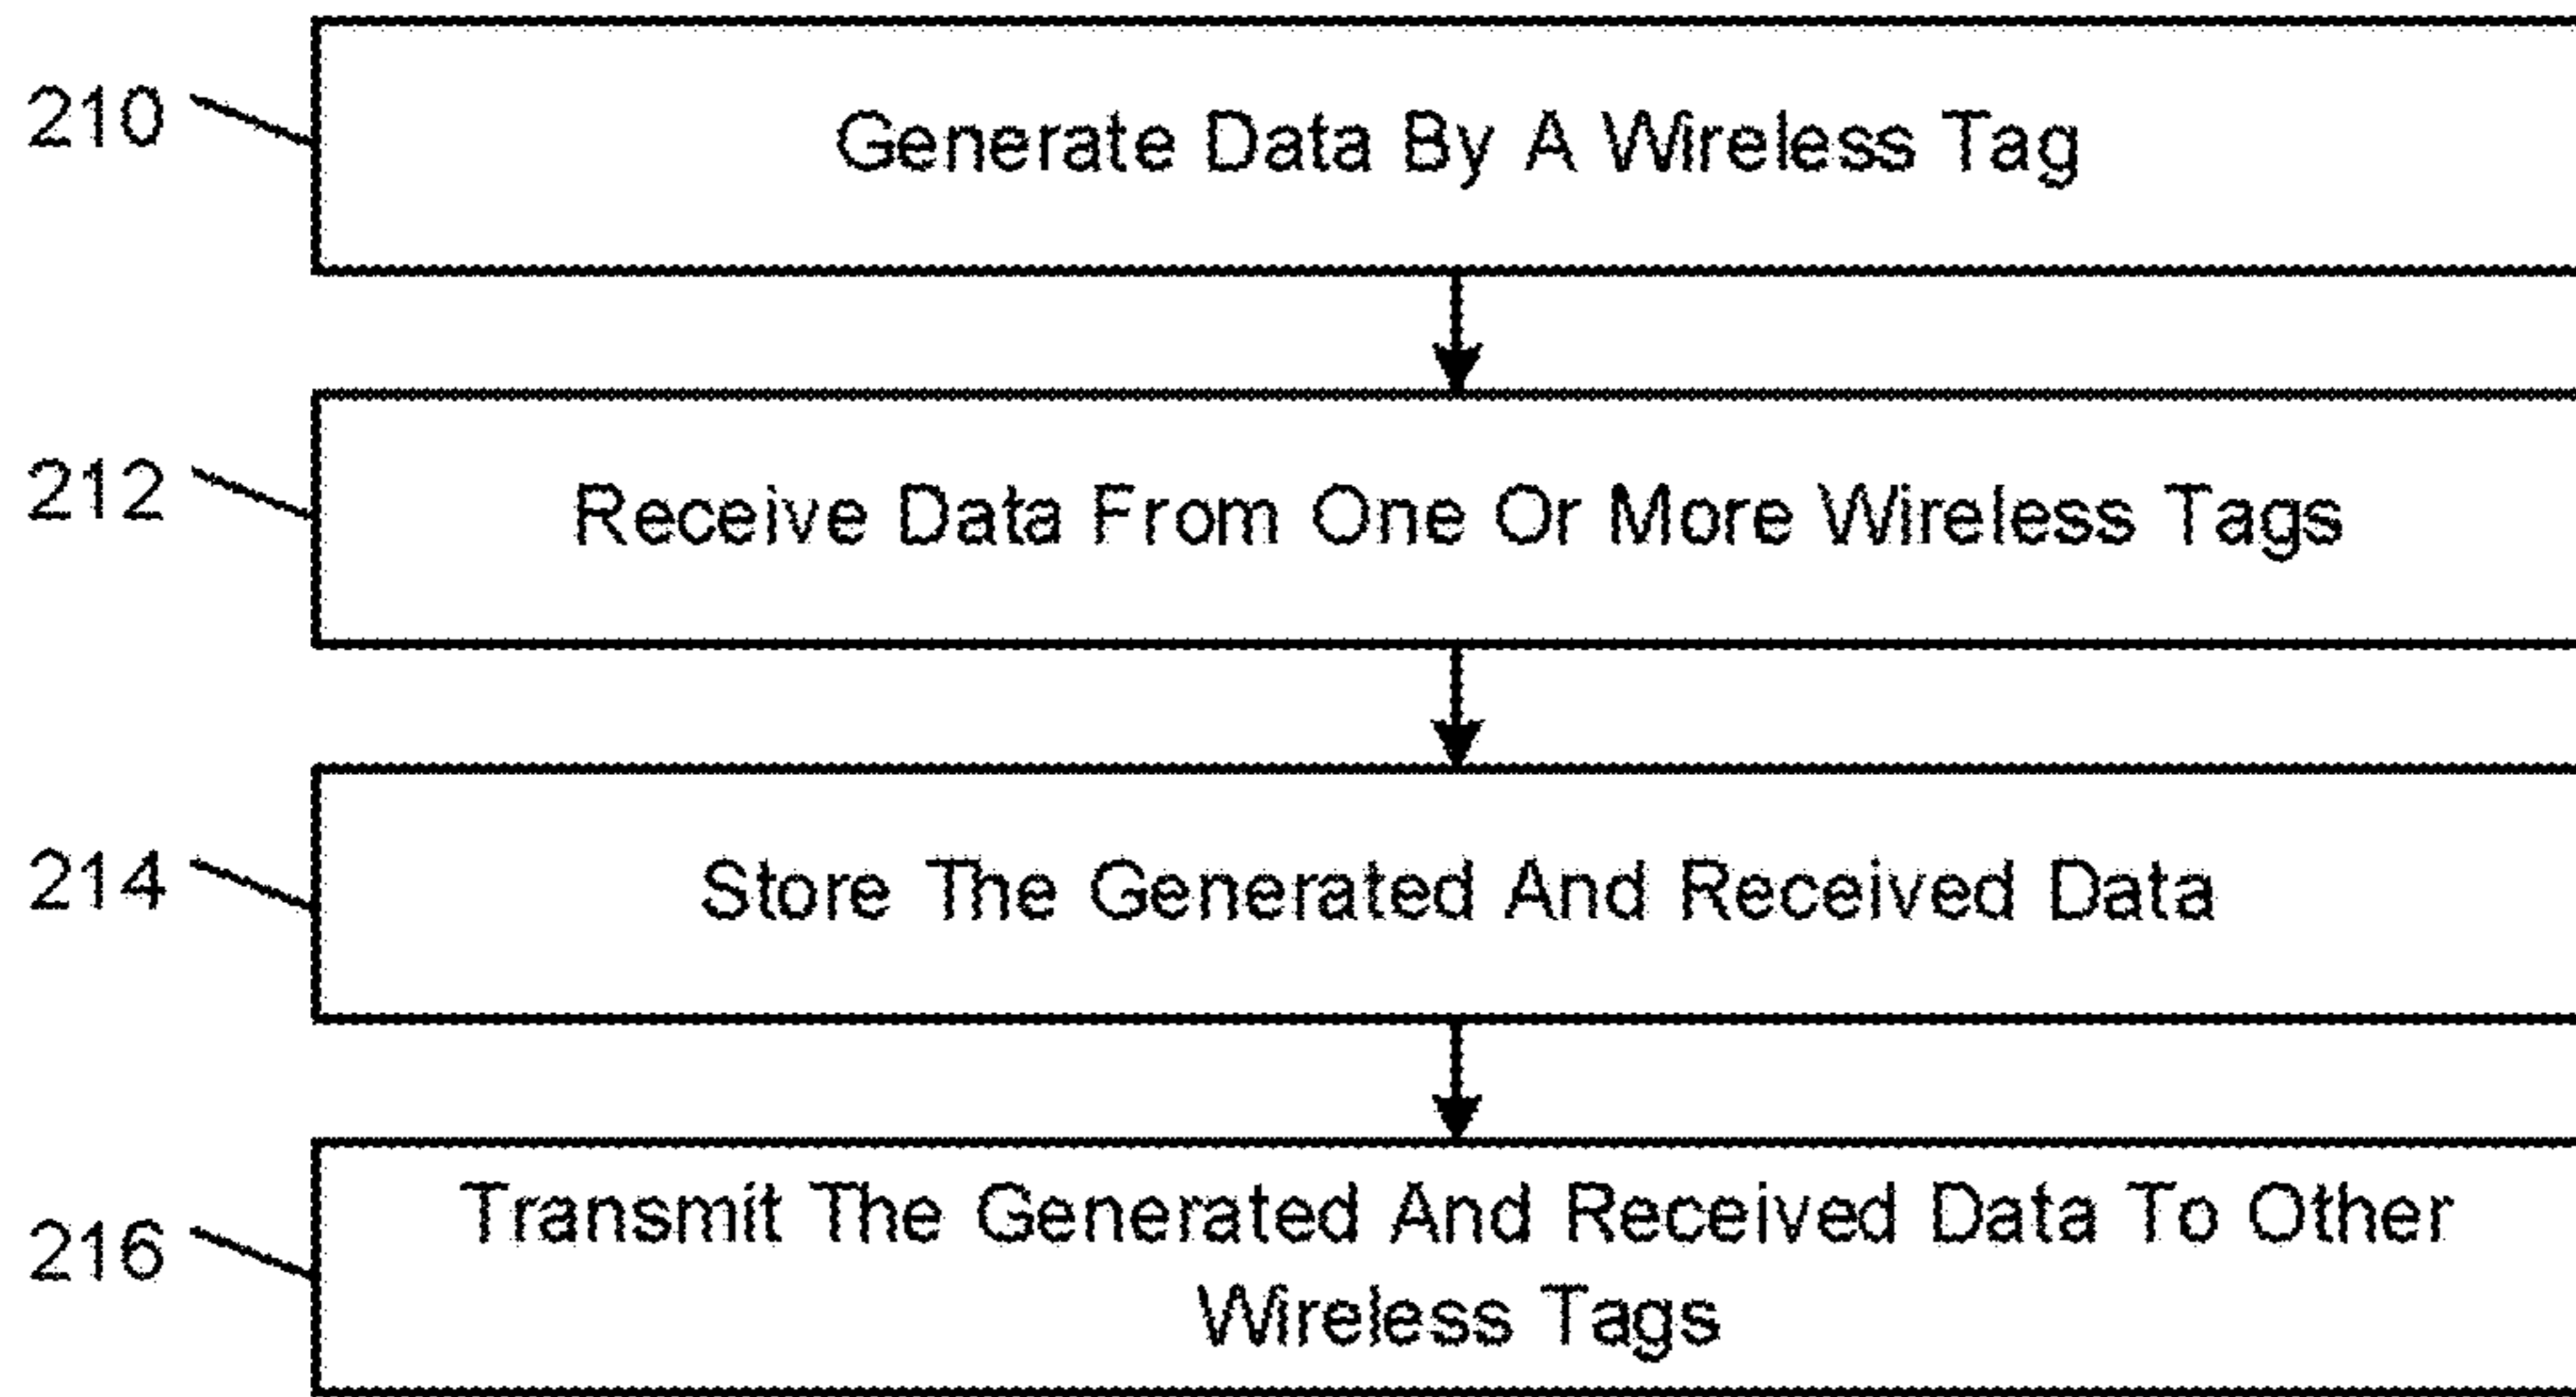 210
Generate Data By A Wireless Tag
212
Receive Data From One Or More Wireless Tags
214
Store The Generated And Received Data
216
Transmit The Generated And Received Data To Other
Wireless Tags